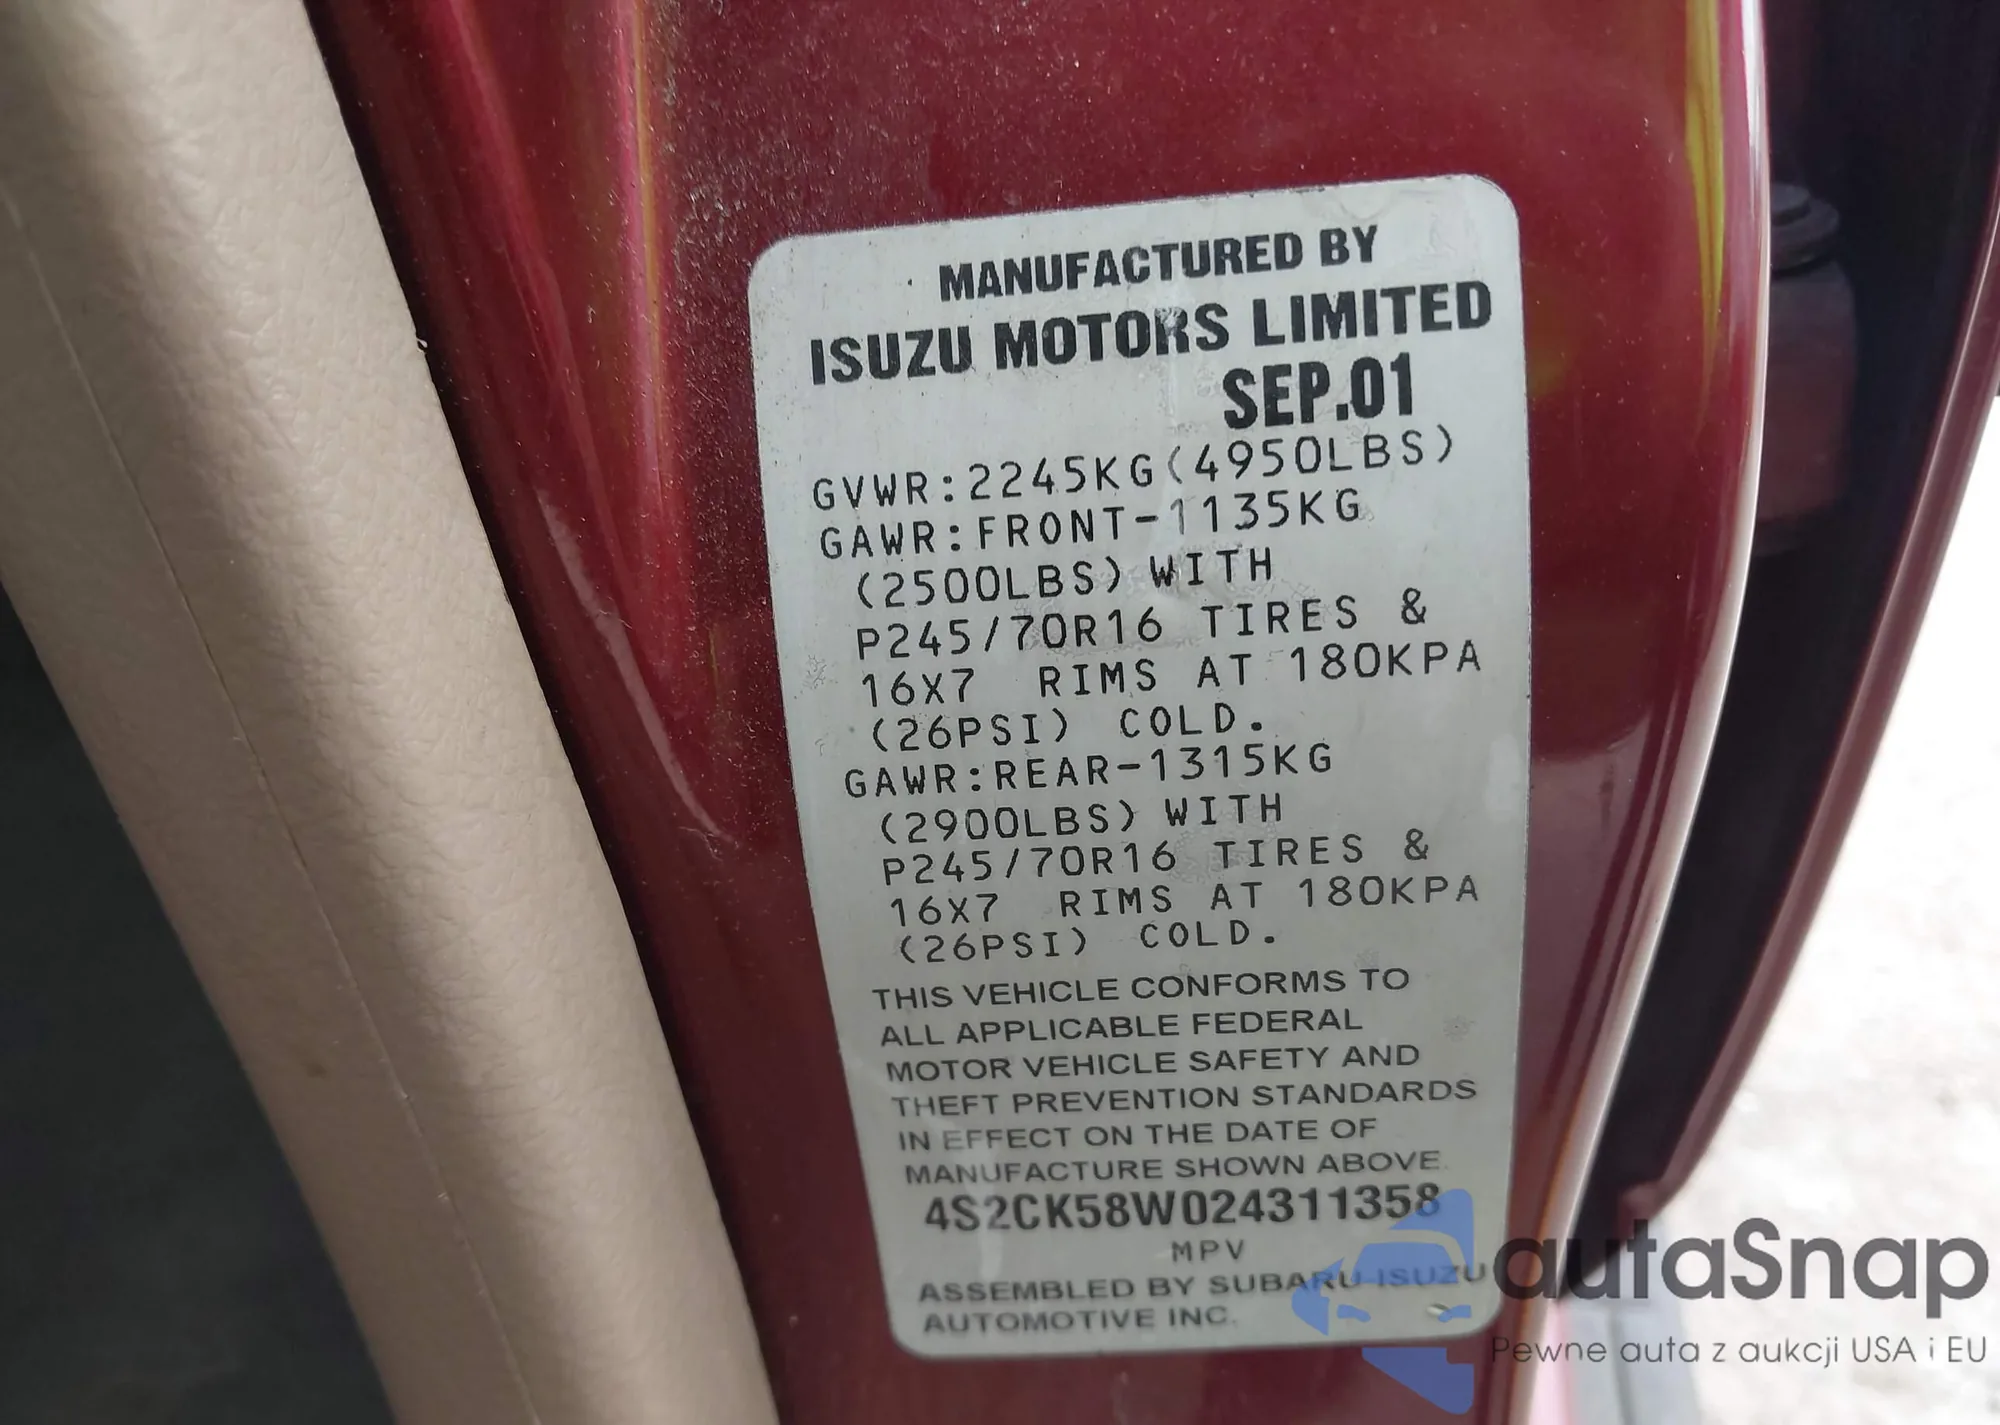 MANUFACTURED BY
ISUZU MOTORS LIMITED
SEP.01
GVWR:2245KG(4950LBS)
GAWR:FRONT-1135KG
(2500LBS) WITH
P245/70R16 TIRES &
16X7 RIMS AT 180KPA
(26PSI) COLD.
GAWR:REAR-1315KG
(2900LBS) WITH
P245/70R16 TIRES &
16X7 RIMS AT 180KPA
(26PSI) COLD.
THIS VEHICLE CONFORMS TO
ALL APPLICABLE FEDERAL
MOTOR VEHICLE SAFETY AND
THEFT PREVENTION STANDARDS
IN EFFECT ON THE DATE OF
MANUFACTURE SHOWN ABOVE.
4S2CK58W024311358
MPV
ASSEMBLED BY SUBARU-ISUZU
AUTOMOTIVE INC.
autaSnap
Pewne auta z aukcji USA i EU